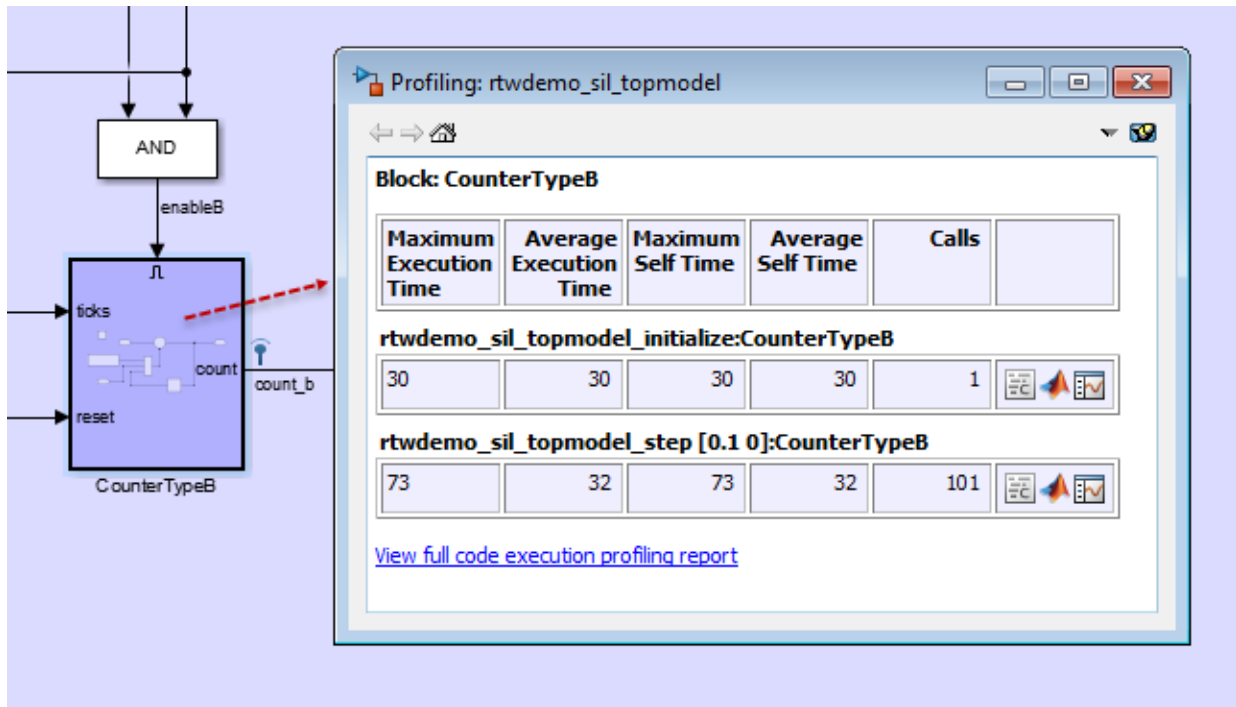 Profiling: rtwdemo_sil_topmodel
AND
enableB
ticks
count
reset
count_b
CounterTypeB
Block: CounterTypeB
Maximum Execution Time
Average Execution Time
Maximum Self Time
Average Self Time
Calls
rtwdemo_sil_topmodel_initialize:CounterTypeB
30 30 30 30 1
rtwdemo_sil_topmodel_step [0.1 0]:CounterTypeB
73 32 73 32 101
View full code execution profiling report